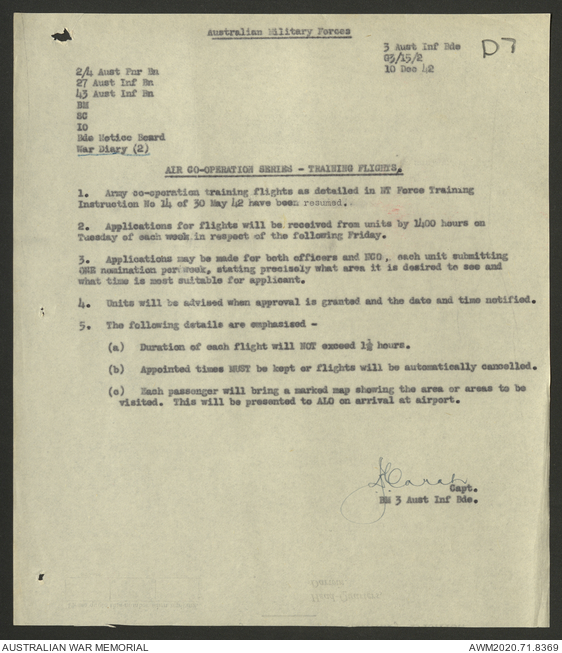 Australian Military Forces
3 Aust Inf Bde
03/15/2
10 Dec 42
D7
2/4 Aust Pnr Bn
27 Aust Inf Bn
43 Aust Inf Bn
BM
SC
IO
Bde Notice Board
War Diary (2)
AIR CO-OPERATION SERIES - TRAINING FLIGHTS.
1. Army co-operation training flights as detailed in NT Force Training
Instruction No 14 of 30 May 42 have been resumed.
2. Applications for flights will be received from units by 1400 hours on
Tuesday of each week in respect of the following Friday.
3. Applications may be made for both officers and NCO, each unit submitting
ONE nomination per week, stating precisely what area it is desired to see and
what time is most suitable for applicant.
4. Units will be advised when approval is granted and the date and time notified.
5. The following details are emphasised -
(a) Duration of each flight will NOT exceed 1½ hours.
(b) Appointed times MUST be kept or flights will be automatically cancelled.
(c) Each passenger will bring a marked map showing the area or areas to be
visited. This will be presented to ALO on arrival at airport.
Capt.
BM 3 Aust Inf Bde.
AUSTRALIAN WAR MEMORIAL
AWM2020.71.8369